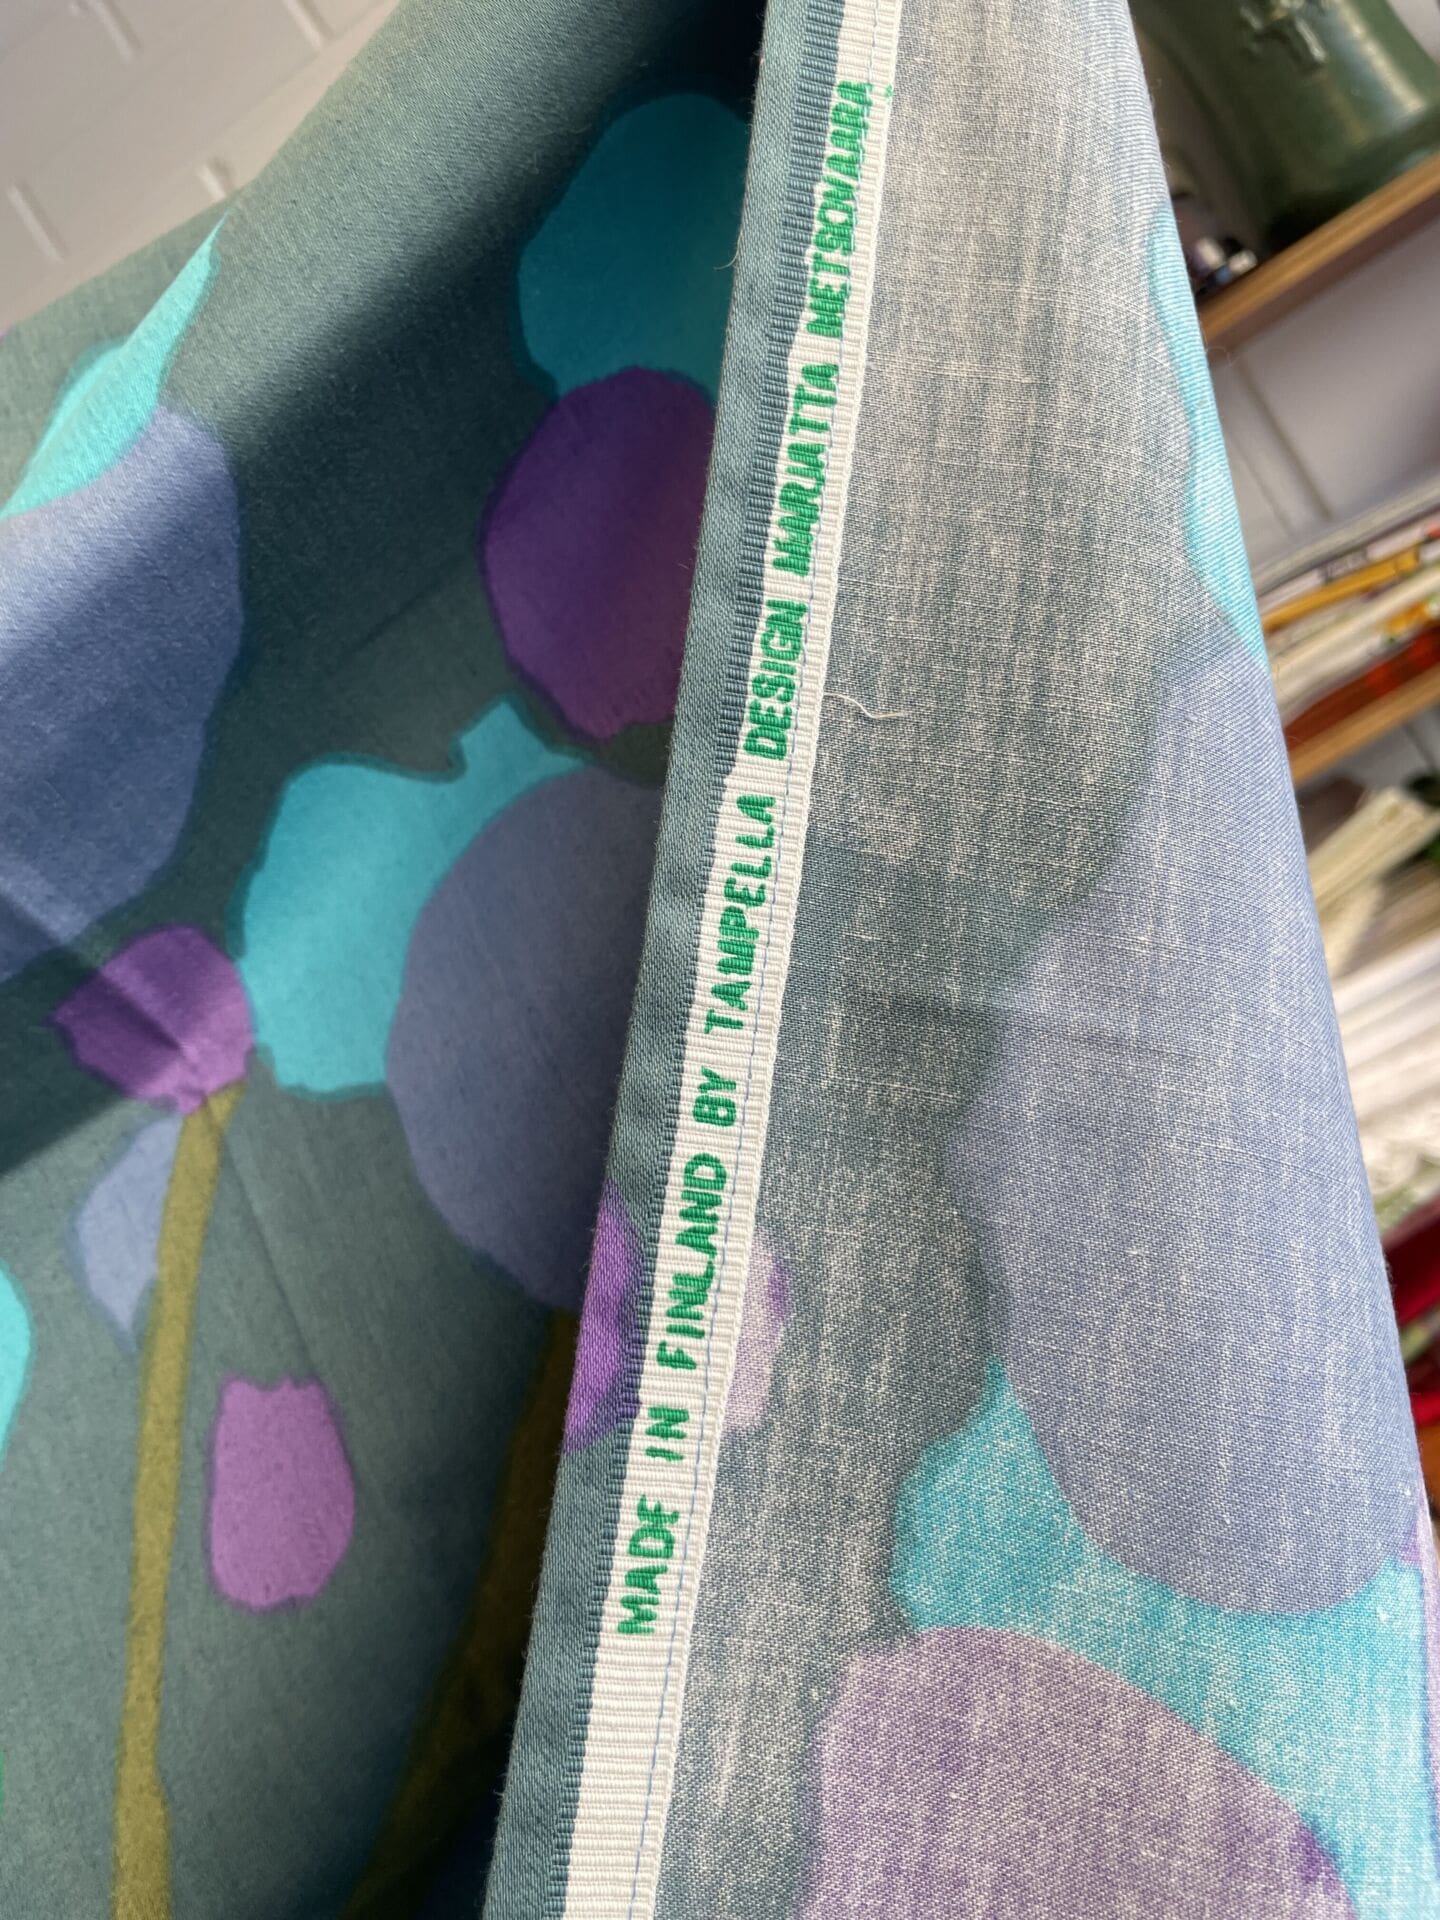 MADE IN FINLAND BY TAMPELLA DESIGN MARJATTA METSOVAARA